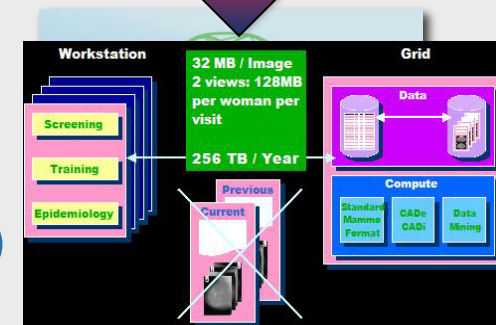 Workstation
Grid
32 MB / Image
2 views: 128MB
per woman per
visit
256 TB / Year
Screening
Training
Epidemiology
Data
Previous
Current
Compute
Standard
Mammo
Format
CADe
CADi
Data
Mining